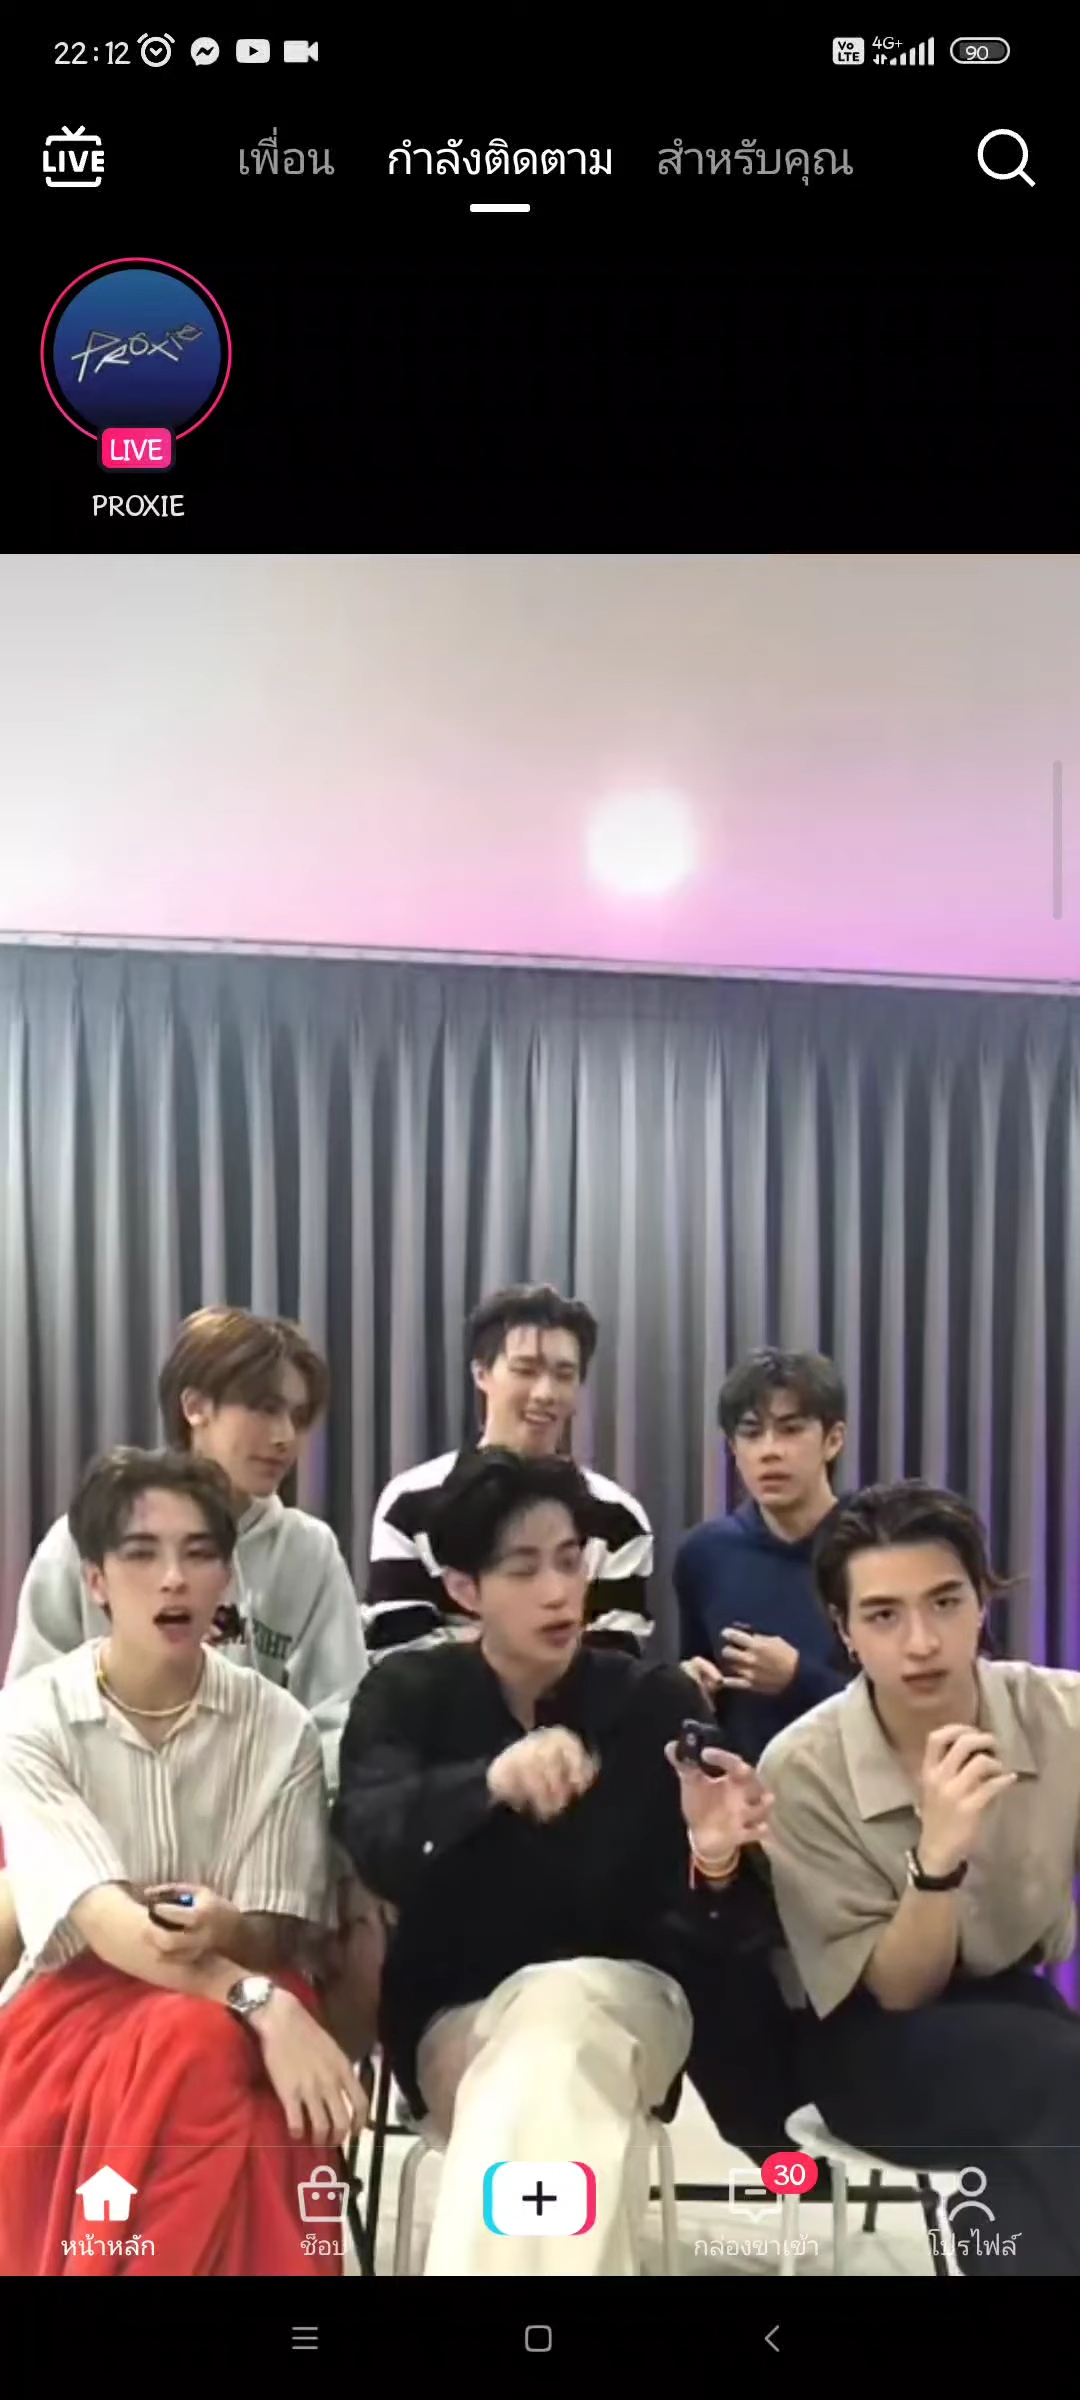 22:12
Vo LTE 4G+ 90
LIVE เพื่อน กำลังติดตาม สำหรับคุณ
PROXIE
LIVE
PROXIE
30
หน้าหลัก ช็อป กล่องขาเข้า โปรไฟล์